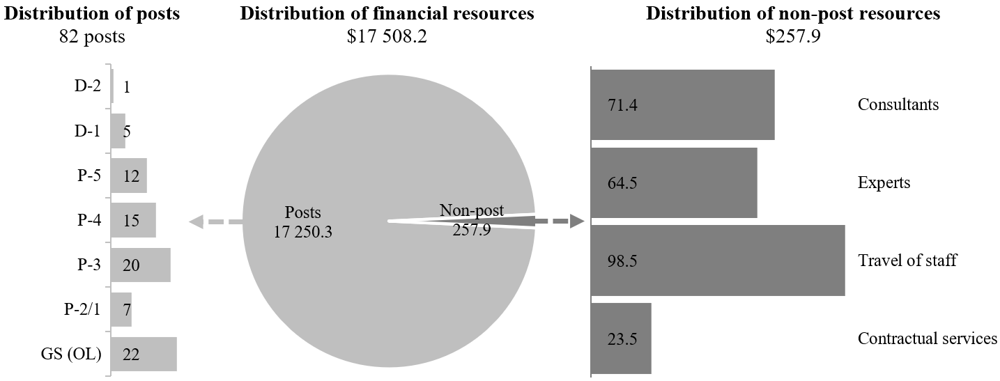 Distribution of posts
82 posts
D-2 1
D-1 5
P-5 12
P-4 15
P-3 20
P-2/1 7
GS (OL) 22
Distribution of financial resources
$17 508.2
Posts
17 250.3
Non-post
257.9
Distribution of non-post resources
$257.9
71.4 Consultants
64.5 Experts
98.5 Travel of staff
23.5 Contractual services